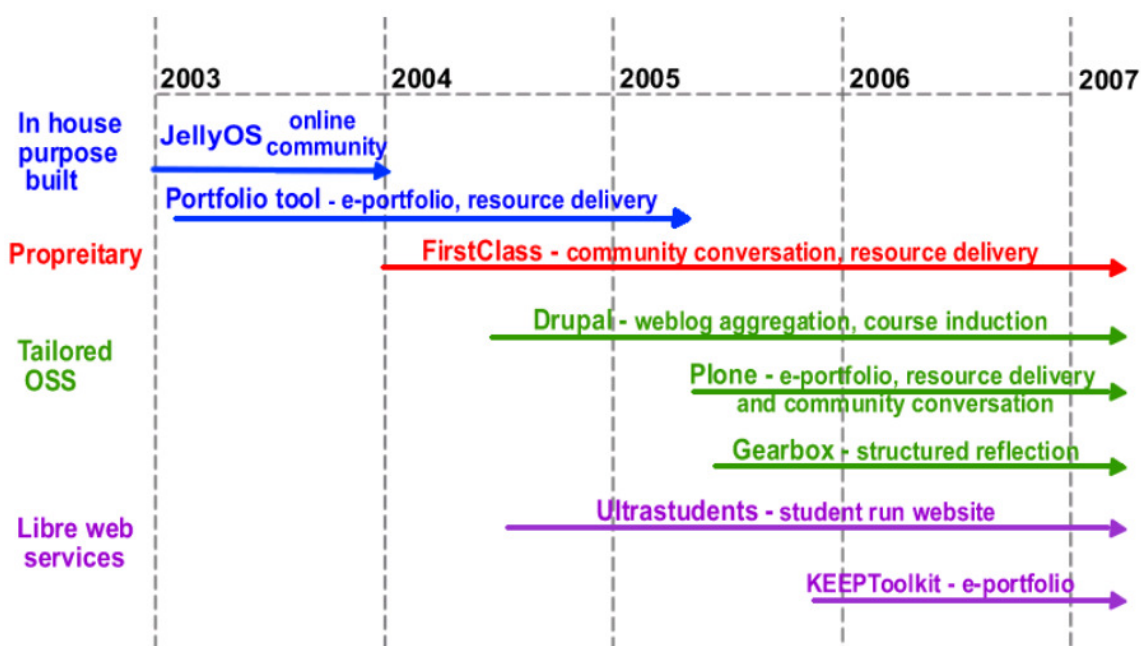 2003 2004 2005 2006 2007
In house
purpose
built
JellyOS online
community
Portfolio tool - e-portfolio, resource delivery
Propreitary
FirstClass - community conversation, resource delivery
Tailored
OSS
Drupal - weblog aggregation, course induction
Plone - e-portfolio, resource delivery
and community conversation
Gearbox - structured reflection
Libre web
services
Ultrastudents - student run website
KEEPToolkit - e-portfolio